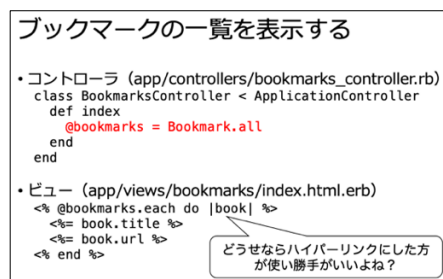 ブックマークの一覧を表示する
• コントローラ（app/controllers/bookmarks_controller.rb）
class BookmarksController < ApplicationController
  def index
    @bookmarks = Bookmark.all
  end
end
• ビュー（app/views/bookmarks/index.html.erb）
<% @bookmarks.each do |book| %>
  <%= book.title %>
  <%= book.url %>
<% end %>
どうせならハイパーリンクにした方
が使い勝手がいいよね？